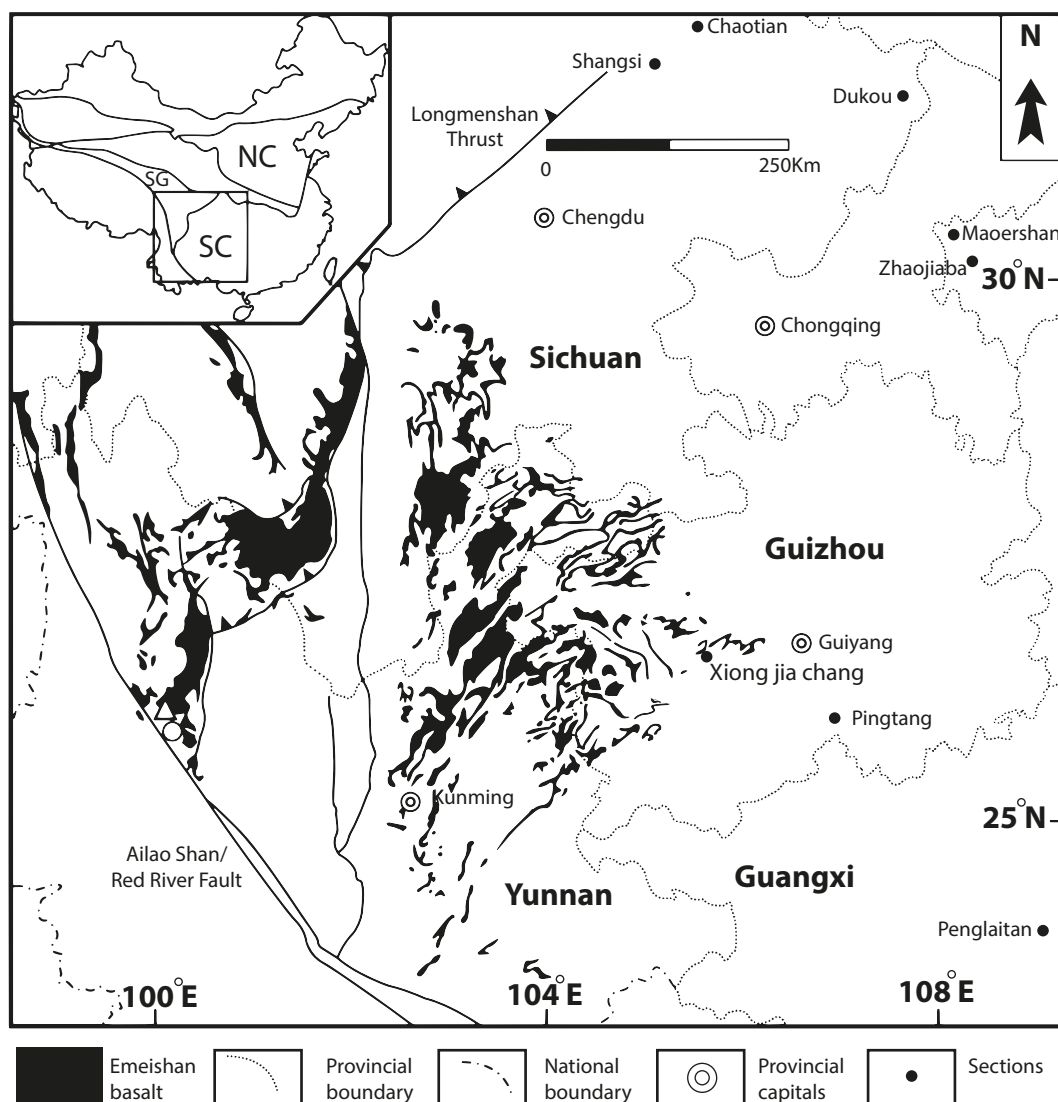 Chaotian
N
Shangsi
Dukou
Longmenshan
Thrust
NC
0
250Km
SG
Chengdu
SC
Maoershan
Zhaojiaba
30°N
Chongqing
Sichuan
Guizhou
Guiyang
Xiong jia chang
Pingtang
Kunming
25°N
Ailao Shan/
Red River Fault
Guangxi
Yunnan
Penglaitan
100°E
104°E
108°E
Emeishan
basalt
Provincial
boundary
National
boundary
Provincial
capitals
Sections